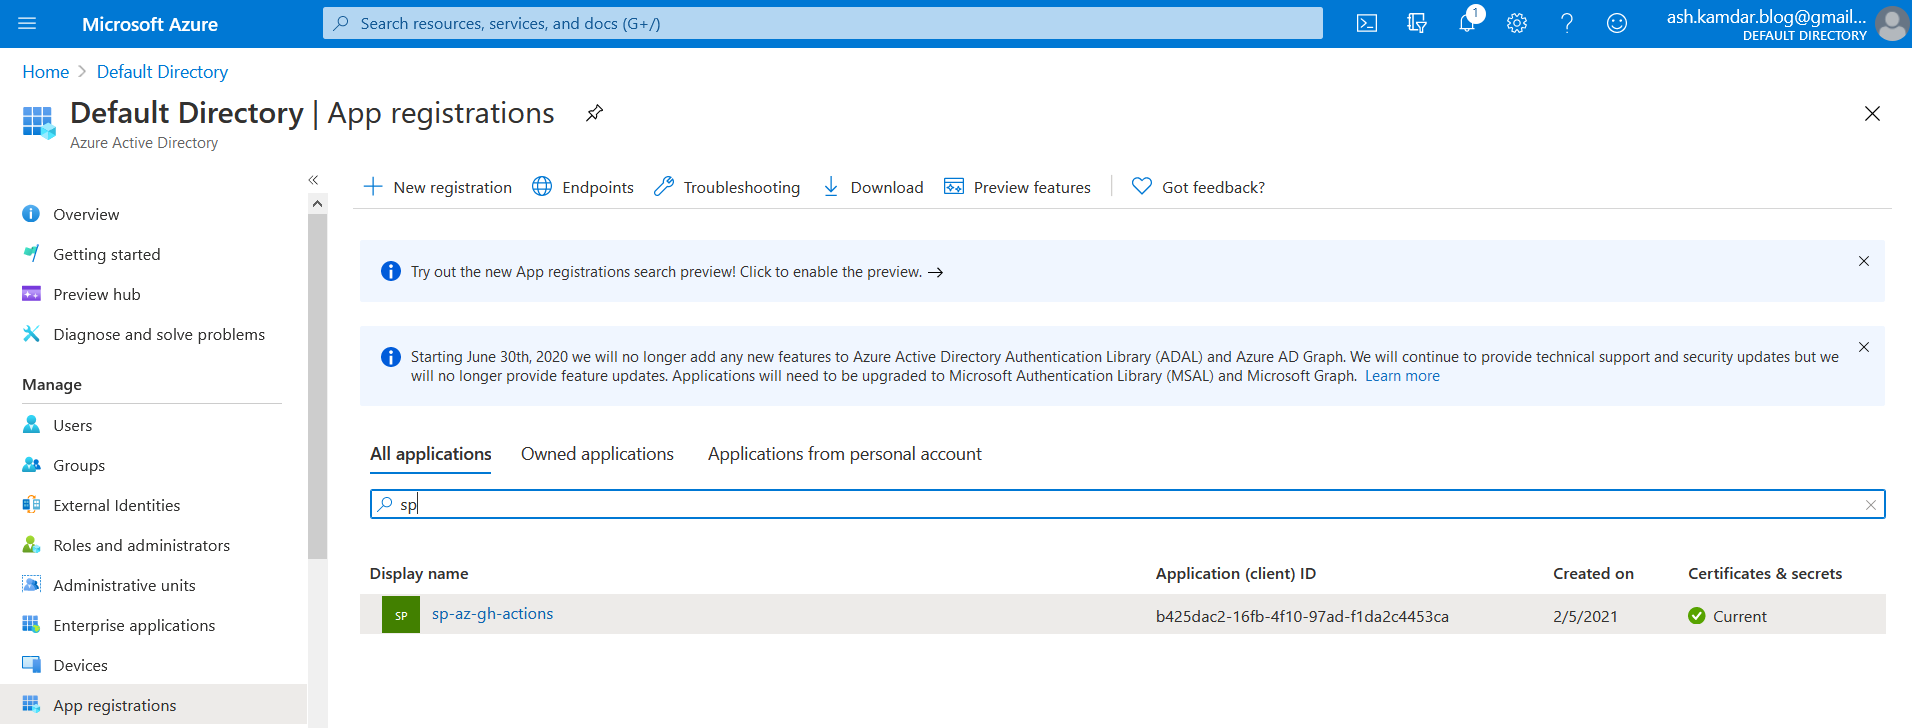 Microsoft Azure
Search resources, services, and docs (G+/)
1
ash.kamdar.blog@gmail...
DEFAULT DIRECTORY
Home > Default Directory
Default Directory | App registrations
Azure Active Directory
«
Overview
Getting started
Preview hub
Diagnose and solve problems
Manage
Users
Groups
External Identities
Roles and administrators
Administrative units
Enterprise applications
Devices
App registrations
New registration
Endpoints
Troubleshooting
Download
Preview features
Got feedback?
Try out the new App registrations search preview! Click to enable the preview. →
Starting June 30th, 2020 we will no longer add any new features to Azure Active Directory Authentication Library (ADAL) and Azure AD Graph. We will continue to provide technical support and security updates but we
will no longer provide feature updates. Applications will need to be upgraded to Microsoft Authentication Library (MSAL) and Microsoft Graph. Learn more
All applications
Owned applications
Applications from personal account
sp
Display name
Application (client) ID
Created on
Certificates & secrets
SP
sp-az-gh-actions
b425dac2-16fb-4f10-97ad-f1da2c4453ca
2/5/2021
Current